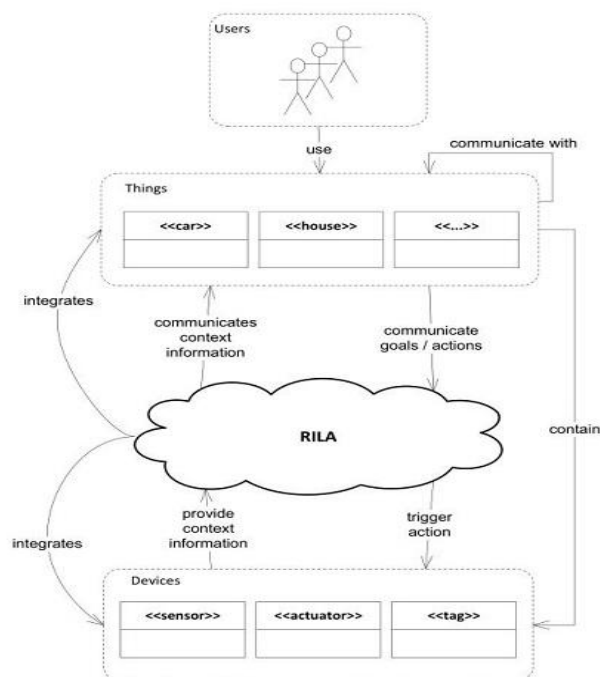 Users
use
communicate with
Things
<<car>>
<<house>>
<<...>>
integrates
communicates
context
information
communicate
goals / actions
RILA
contain
integrates
provide
context
information
trigger
action
Devices
<<sensor>>
<<actuator>>
<<tag>>